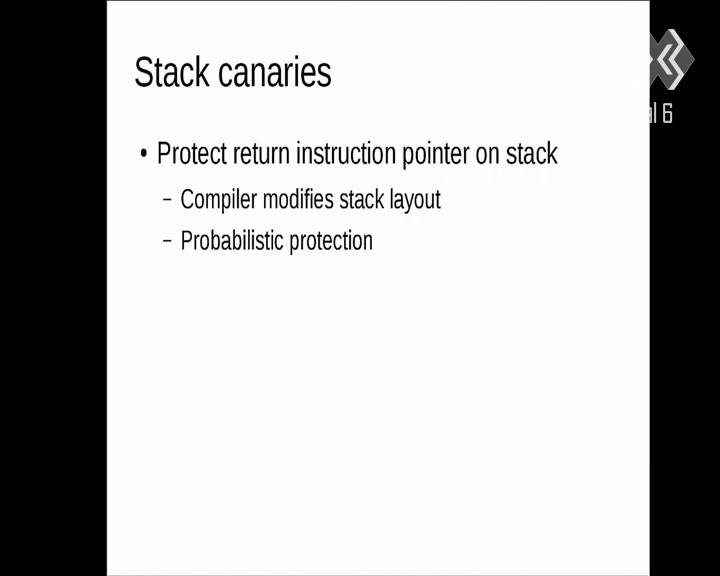 Stack canaries
• Protect return instruction pointer on stack
– Compiler modifies stack layout
– Probabilistic protection
al 6